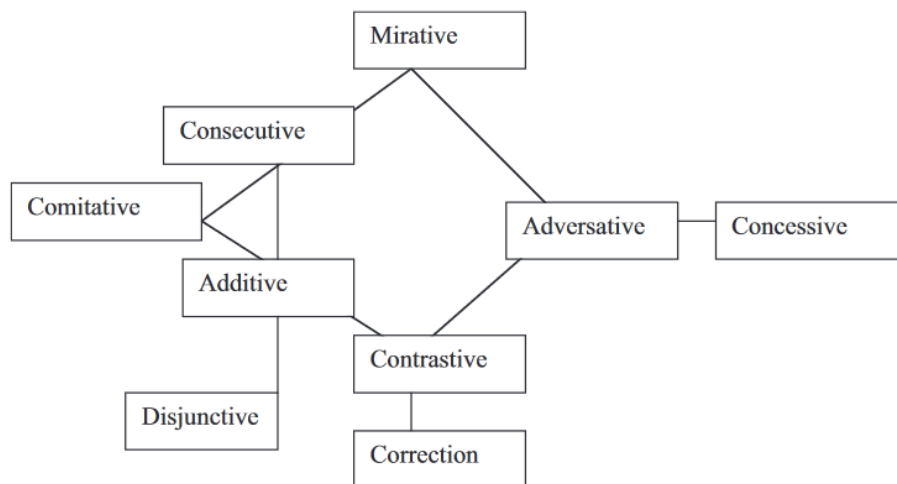 Mirative
Consecutive
Comitative
Adversative
Concessive
Additive
Contrastive
Disjunctive
Correction